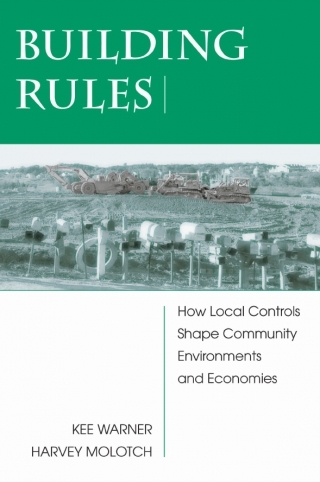 BUILDING
RULES
How Local Controls
Shape Community
Environments
and Economies
KEE WARNER
HARVEY MOLOTCH